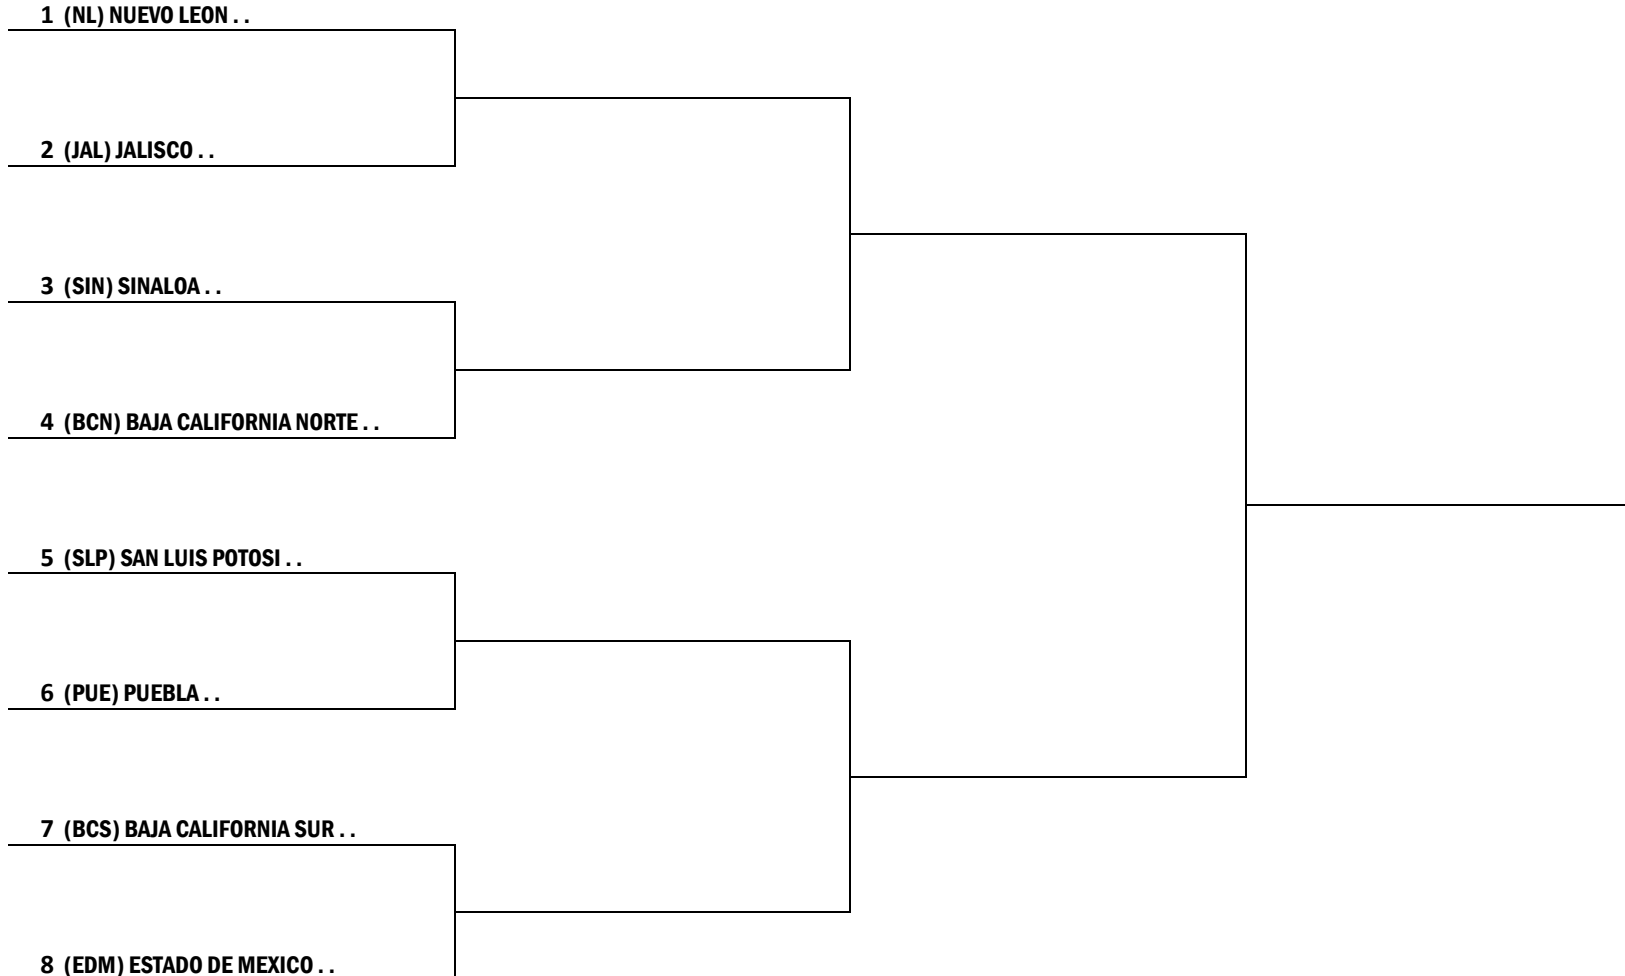 1 (NL) NUEVO LEON . .
2 (JAL) JALISCO . .
3 (SIN) SINALOA . .
4 (BCN) BAJA CALIFORNIA NORTE . .
5 (SLP) SAN LUIS POTOSI . .
6 (PUE) PUEBLA . .
7 (BCS) BAJA CALIFORNIA SUR . .
8 (EDM) ESTADO DE MEXICO . .